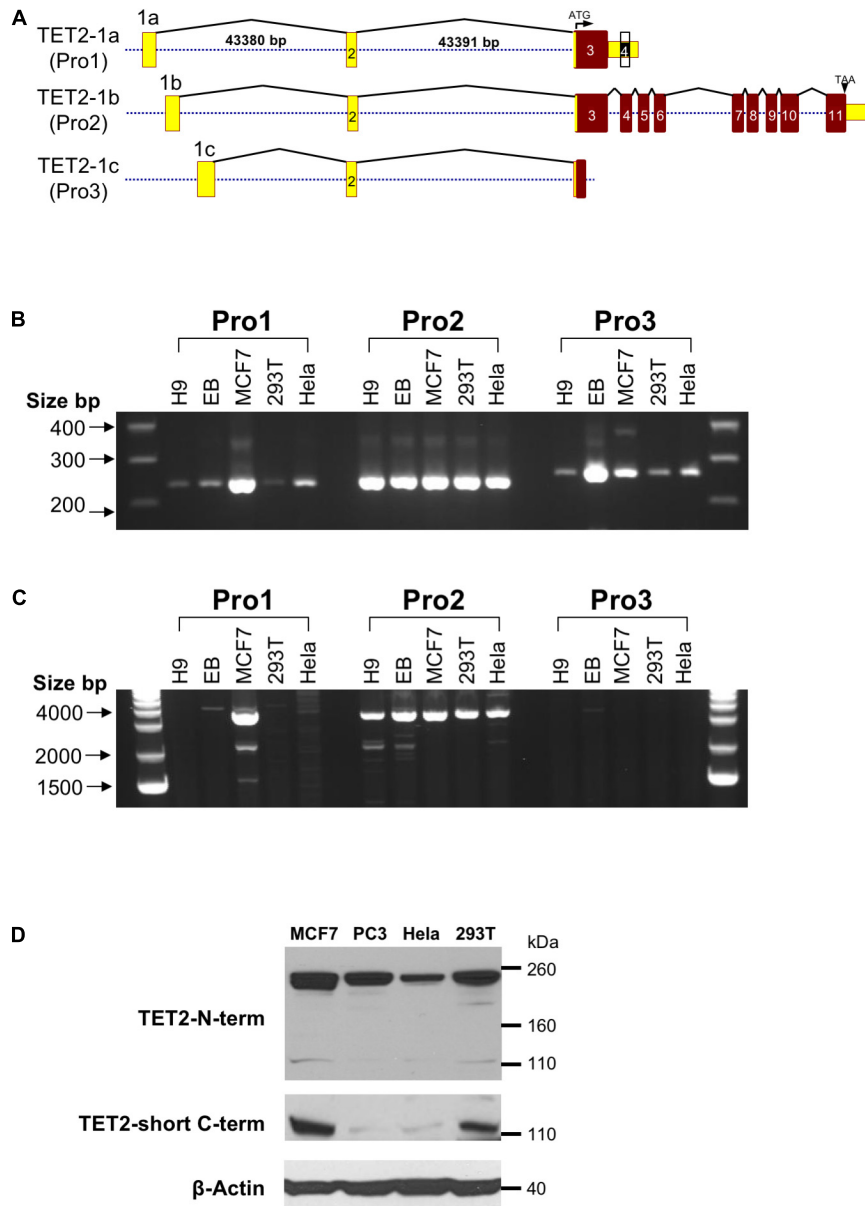 A
1a
ATG
TET2-1a
(Pro1)
43380 bp
43391 bp
2
3
4
1b
TAA
TET2-1b
(Pro2)
2
3
4
5
6
7
8
9
10
11
1c
TET2-1c
(Pro3)
2
B
Pro1
Pro2
Pro3
H9
EB
MCF7
293T
Hela
H9
EB
MCF7
293T
Hela
H9
EB
MCF7
293T
Hela
Size bp
400
300
200
C
Pro1
Pro2
Pro3
H9
EB
MCF7
293T
Hela
H9
EB
MCF7
293T
Hela
H9
EB
MCF7
293T
Hela
Size bp
4000
2000
1500
D
MCF7 PC3 Hela 293T
kDa
260
TET2-N-term
160
110
TET2-short C-term
110
β-Actin
40